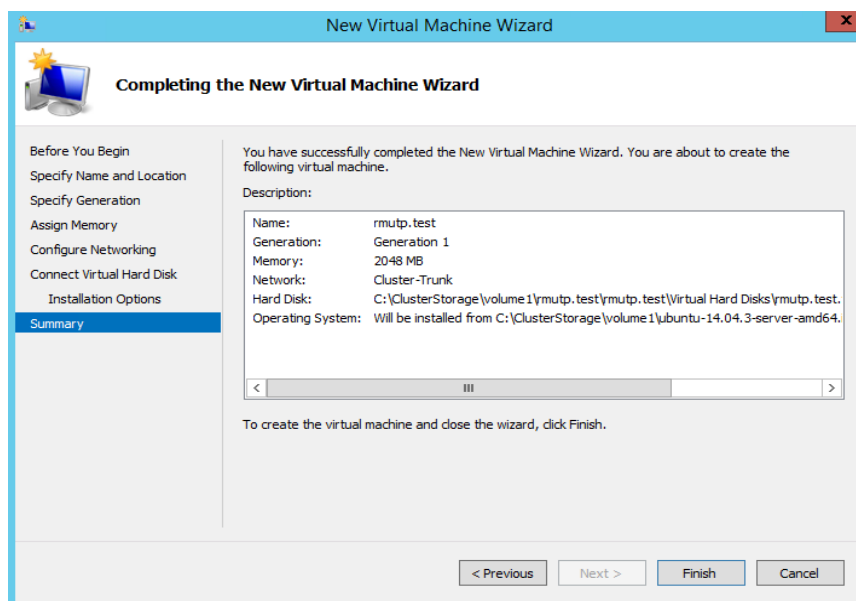 New Virtual Machine Wizard
x
Completing the New Virtual Machine Wizard
Before You Begin
Specify Name and Location
Specify Generation
Assign Memory
Configure Networking
Connect Virtual Hard Disk
Installation Options
Summary
You have successfully completed the New Virtual Machine Wizard. You are about to create the
following virtual machine.
Description:
Name: rmutp.test
Generation: Generation 1
Memory: 2048 MB
Network: Cluster-Trunk
Hard Disk: C:\ClusterStorage\volume1\rmutp.test\rmutp.test\Virtual Hard Disks\rmutp.test.
Operating System: Will be installed from C:\ClusterStorage\volume1\ubuntu-14.04.3-server-amd64.
To create the virtual machine and close the wizard, click Finish.
< Previous Next > Finish Cancel